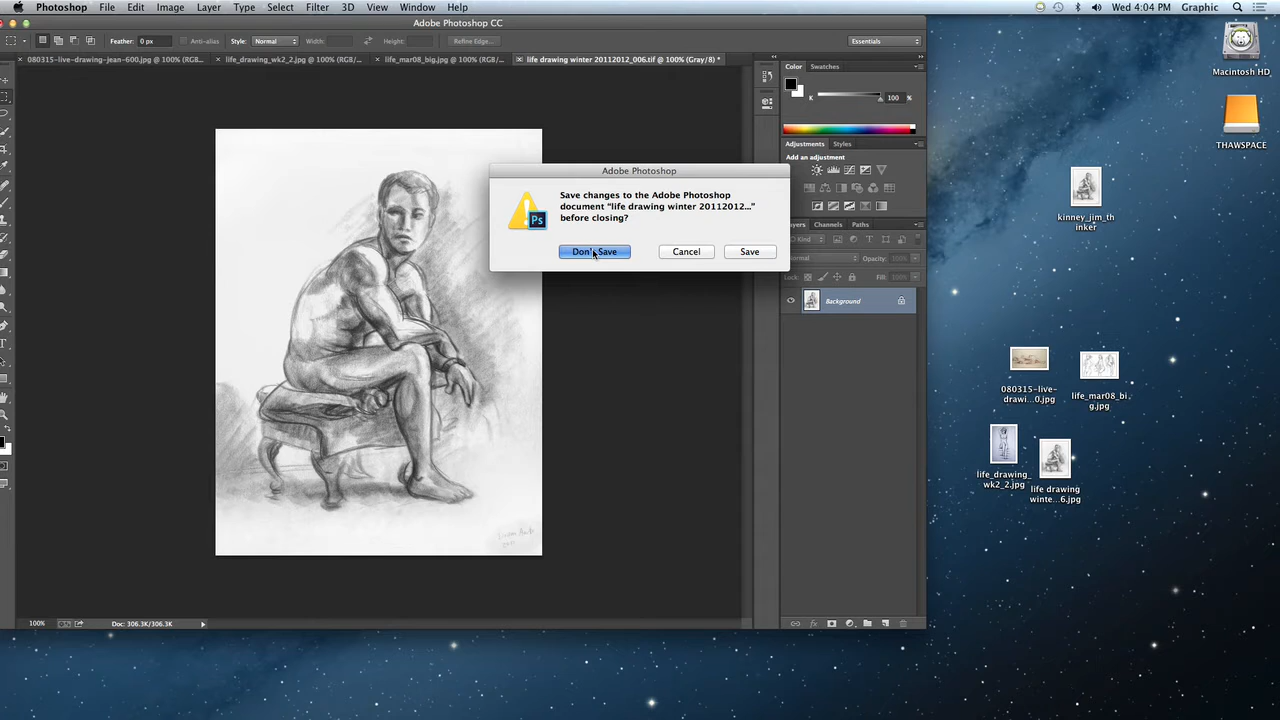 Photoshop File Edit Image Layer Type Select Filter 3D View Window Help Wed 4:04 PM Graphic
Adobe Photoshop CC
Feather: 0 px Anti-alias Style: Normal Width: Height: Refine Edge... Essentials
080315-live-drawing-jean-600.jpg @ 100% (RGB/... life_drawing_wk2_2.jpg @ 100% (RGB/... life_mar08_big.jpg @ 100% (RGB/... life drawing winter 20112012_006.tif @ 100% (Gray/8) *
Color Swatches
K 100 %
Adjustments Styles
Add an adjustment
Layers Channels Paths
Kind
Normal Opacity:
Lock: Fill:
Background
Adobe Photoshop
Save changes to the Adobe Photoshop
document "life drawing winter 20112012..."
before closing?
Don't Save Cancel Save
100% Doc: 306.3K/306.3K
Macintosh HD
THAWSPACE
kinney_jim_th
inker
080315-live-
drawi...0.jpg
life_mar08_bi
g.jpg
life_drawing_
wk2_2.jpg
life drawing
winte...6.jpg